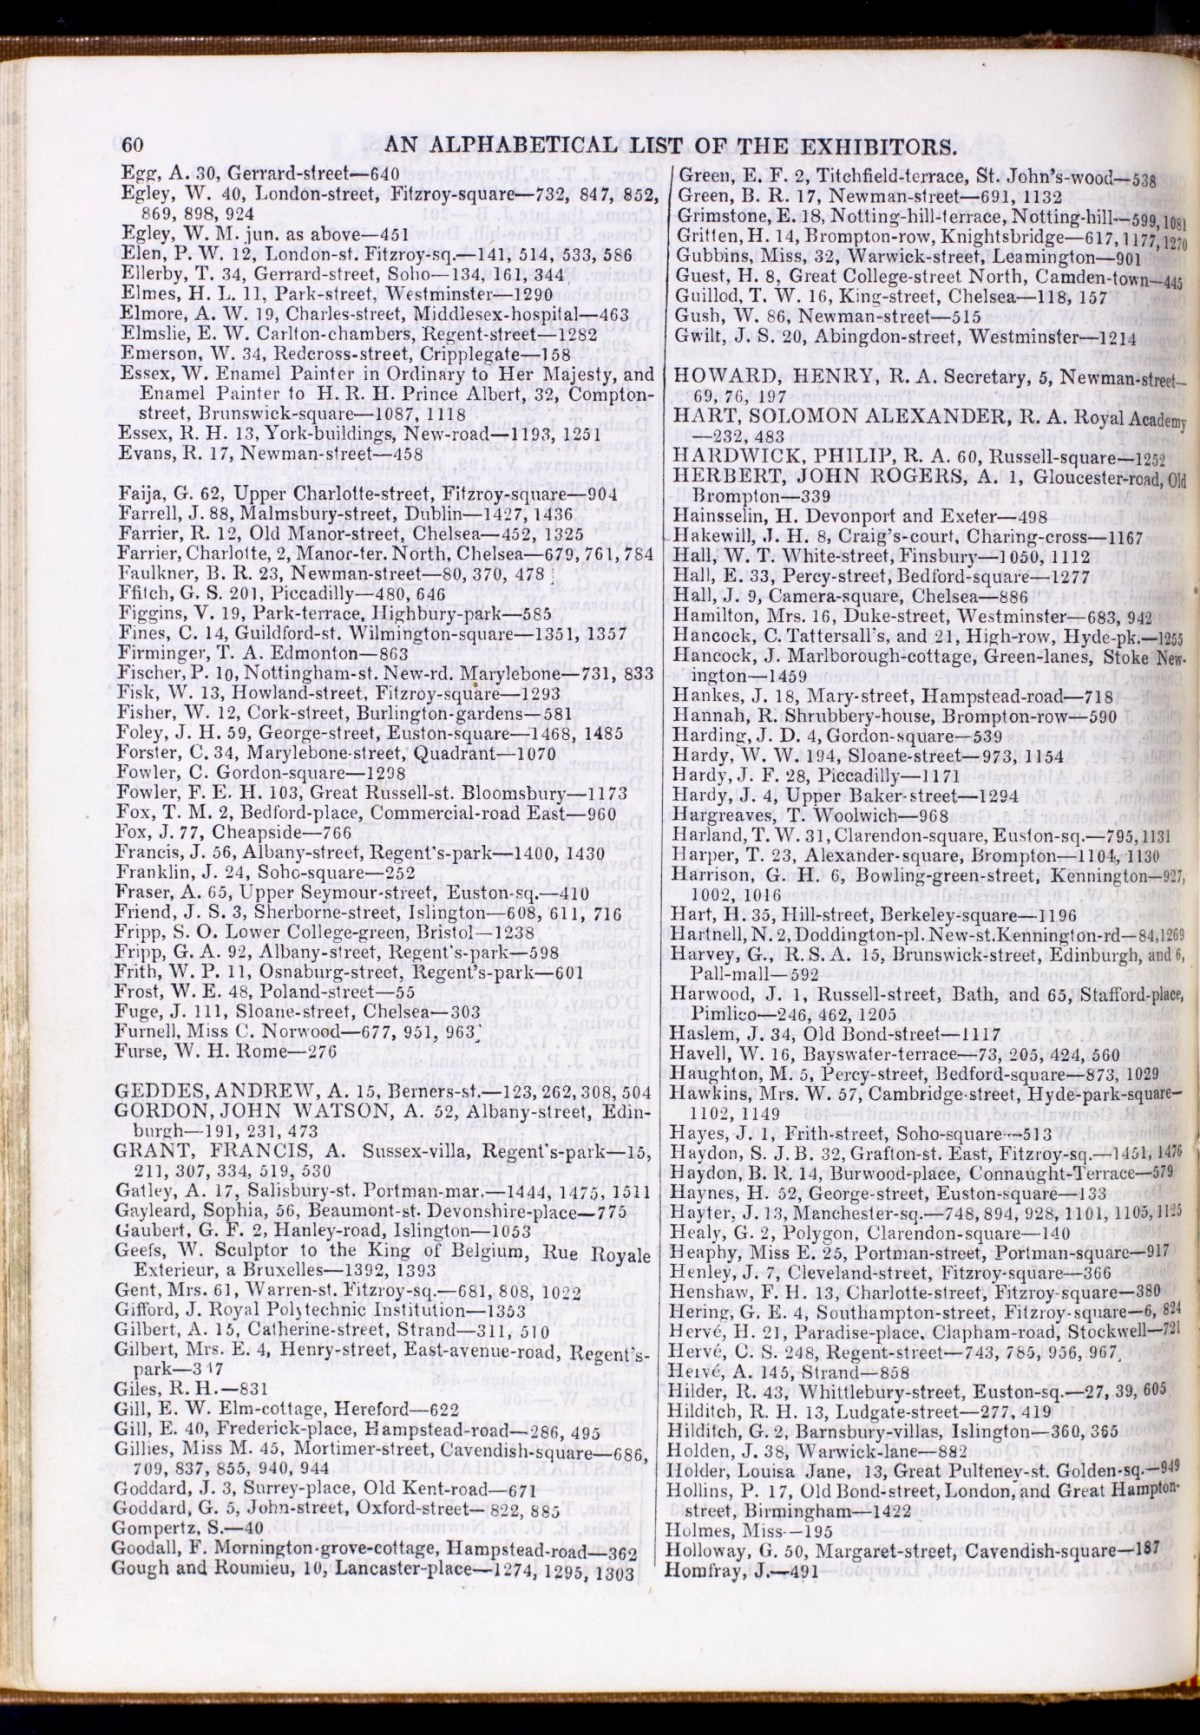 60 AN ALPHABETICAL LIST OF THE EXHIBITORS.
Egg, A. 30, Gerrard-street—640
Egley, W. 40, London-street, Fitzroy-square—732, 847, 852,
869, 898, 924
Egley, W. M. jun. as above—451
Elen, P. W. 12, London-st. Fitzroy-sq.—141, 514, 533, 586
Ellerby, T. 34, Gerrard-street, Soho—134, 161, 344
Elmes, H. L. 11, Park-street, Westminster—1290
Elmore, A. W. 19, Charles-street, Middlesex-hospital—463
Elmslie, E. W. Carlton-chambers, Regent-street—1282
Emerson, W. 34, Redcross-street, Cripplegate—158
Essex, W. Enamel Painter in Ordinary to Her Majesty, and
Enamel Painter to H. R. H. Prince Albert, 32, Compton-
street, Brunswick-square—1087, 1118
Essex, R. H. 13, York-buildings, New-road—1193, 1251
Evans, R. 17, Newman-street—458
Faija, G. 62, Upper Charlotte-street, Fitzroy-square—904
Farrell, J. 88, Malmsbury-street, Dublin—1427, 1436
Farrier, R. 12, Old Manor-street, Chelsea—452, 1325
Farrier, Charlotte, 2, Manor-ter. North, Chelsea—679, 761, 784
Faulkner, B. R. 23, Newman-street—80, 370, 478
Ffitch, G. S. 201, Piccadilly—480, 646
Figgins, V. 19, Park-terrace, Highbury-park—585
Fines, C. 14, Guildford-st. Wilmington-square—1351, 1357
Firminger, T. A. Edmonton—863
Fischer, P. 10, Nottingham-st. New-rd. Marylebone—731, 833
Fisk, W. 13, Howland-street, Fitzroy-square—1293
Fisher, W. 12, Cork-street, Burlington-gardens—581
Foley, J. H. 59, George-street, Euston-square—1468, 1485
Forster, C. 34, Marylebone-street, Quadrant—1070
Fowler, C. Gordon-square—1298
Fowler, F. E. H. 103, Great Russell-st. Bloomsbury—1173
Fox, T. M. 2, Bedford-place, Commercial-road East—960
Fox, J. 77, Cheapside—766
Francis, J. 56, Albany-street, Regent's-park—1400, 1430
Franklin, J. 24, Soho-square—252
Fraser, A. 65, Upper Seymour-street, Euston-sq.—410
Friend, J. S. 3, Sherborne-street, Islington—608, 611, 716
Fripp, S. O. Lower College-green, Bristol—1238
Fripp, G. A. 92, Albany-street, Regent's-park—598
Frith, W. P. 11, Osnaburg-street, Regent's-park—601
Frost, W. E. 48, Poland-street—55
Fuge, J. 111, Sloane-street, Chelsea—303
Furnell, Miss C. Norwood—677, 951, 963
Furse, W. H. Rome—276
GEDDES, ANDREW, A. 15, Berners-st.—123, 262, 308, 504
GORDON, JOHN WATSON, A. 52, Albany-street, Edin-
burgh—191, 231, 473
GRANT, FRANCIS, A. Sussex-villa, Regent's-park—15,
211, 307, 334, 519, 530
Gatley, A. 17, Salisbury-st. Portman-mar.—1444, 1475, 1511
Gayleard, Sophia, 56, Beaumont-st. Devonshire-place—775
Gaubert, G. F. 2, Hanley-road, Islington—1053
Geefs, W. Sculptor to the King of Belgium, Rue Royale
Exterieur, a Bruxelles—1392, 1393
Gent, Mrs. 61, Warren-st. Fitzroy-sq.—681, 808, 1022
Gifford, J. Royal Polytechnic Institution—1353
Gilbert, A. 15, Catherine-street, Strand—311, 510
Gilbert, Mrs. E. 4, Henry-street, East-avenue-road, Regent's-
park—347
Giles, R. H.—831
Gill, E. W. Elm-cottage, Hereford—622
Gill, E. 40, Frederick-place, Hampstead-road—286, 495
Gillies, Miss M. 45, Mortimer-street, Cavendish-square—686,
709, 837, 855, 940, 944
Goddard, J. 3, Surrey-place, Old Kent-road—671
Goddard, G. 5, John-street, Oxford-street—822, 885
Gompertz, S.—40
Goodall, F. Mornington-grove-cottage, Hampstead-road—362
Gough and Roumieu, 10, Lancaster-place—1274, 1295, 1303
Green, E. F. 2, Titchfield-terrace, St. John's-wood—538
Green, B. R. 17, Newman-street—691, 1132
Grimstone, E. 18, Notting-hill-terrace, Notting-hill—599, 1081
Gritten, H. 14, Brompton-row, Knightsbridge—617, 1177, 1270
Gubbins, Miss, 32, Warwick-street, Leamington—901
Guest, H. 8, Great College-street North, Camden-town—445
Guillod, T. W. 16, King-street, Chelsea—118, 157
Gush, W. 86, Newman-street—515
Gwilt, J. S. 20, Abingdon-street, Westminster—1214
HOWARD, HENRY, R. A. Secretary, 5, Newman-street—
69, 76, 197
HART, SOLOMON ALEXANDER, R. A. Royal Academy
—232, 483
HARDWICK, PHILIP, R. A. 60, Russell-square—1252
HERBERT, JOHN ROGERS, A. 1, Gloucester-road, Old
Brompton—339
Hainsselin, H. Devonport and Exeter—498
Hakewill, J. H. 8, Craig's-court, Charing-cross—1167
Hall, W. T. White-street, Finsbury—1050, 1112
Hall, E. 33, Percy-street, Bedford-square—1277
Hall, J. 9, Camera-square, Chelsea—886
Hamilton, Mrs. 16, Duke-street, Westminster—683, 942
Hancock, C. Tattersall's, and 21, High-row, Hyde-pk.—1255
Hancock, J. Marlborough-cottage, Green-lanes, Stoke New-
ington—1459
Hankes, J. 18, Mary-street, Hampstead-road—718
Hannah, R. Shrubbery-house, Brompton-row—590
Harding, J. D. 4, Gordon-square—539
Hardy, W. W. 194, Sloane-street—973, 1154
Hardy, J. F. 28, Piccadilly—1171
Hardy, J. 4, Upper Baker-street—1294
Hargreaves, T. Woolwich—968
Harland, T. W. 31, Clarendon-square, Euston-sq.—795, 1131
Harper, T. 23, Alexander-square, Brompton—1104, 1130
Harrison, G. H. 6, Bowling-green-street, Kennington—927,
1002, 1016
Hart, H. 35, Hill-street, Berkeley-square—1196
Hartnell, N. 2, Doddington-pl. New-st. Kennington-rd—84, 1269
Harvey, G., R. S. A. 15, Brunswick-street, Edinburgh, and 6,
Pall-mall—592
Harwood, J. 1, Russell-street, Bath, and 65, Stafford-place,
Pimlico—246, 462, 1205
Haslem, J. 34, Old Bond-street—1117
Havell, W. 16, Bayswater-terrace—73, 205, 424, 560
Haughton, M. 5, Percy-street, Bedford-square—873, 1029
Hawkins, Mrs. W. 57, Cambridge-street, Hyde-park-square—
1102, 1149
Hayes, J. 1, Frith-street, Soho-square—513
Haydon, S. J. B. 32, Grafton-st. East, Fitzroy-sq.—1451, 1476
Haydon, B. R. 14, Burwood-place, Connaught-Terrace—579
Haynes, H. 52, George-street, Euston-square—133
Hayter, J. 13, Manchester-sq.—748, 894, 928, 1101, 1105, 1125
Healy, G. 2, Polygon, Clarendon-square—140
Heaphy, Miss E. 25, Portman-street, Portman-square—917
Henley, J. 7, Cleveland-street, Fitzroy-square—366
Henshaw, F. H. 13, Charlotte-street, Fitzroy-square—380
Hering, G. E. 4, Southampton-street, Fitzroy-square—6, 824
Hervé, H. 21, Paradise-place, Clapham-road, Stockwell—721
Hervé, C. S. 248, Regent-street—743, 785, 956, 967
Hervé, A. 145, Strand—858
Hilder, R. 43, Whittlebury-street, Euston-sq.—27, 39, 605
Hilditch, R. H. 13, Ludgate-street—277, 419
Hilditch, G. 2, Barnsbury-villas, Islington—360, 365
Holden, J. 38, Warwick-lane—882
Holder, Louisa Jane, 13, Great Pulteney-st. Golden-sq.—949
Hollins, P. 17, Old Bond-street, London, and Great Hampton-
street, Birmingham—1422
Holmes, Miss—195
Holloway, G. 50, Margaret-street, Cavendish-square—187
Homfray, J.—491